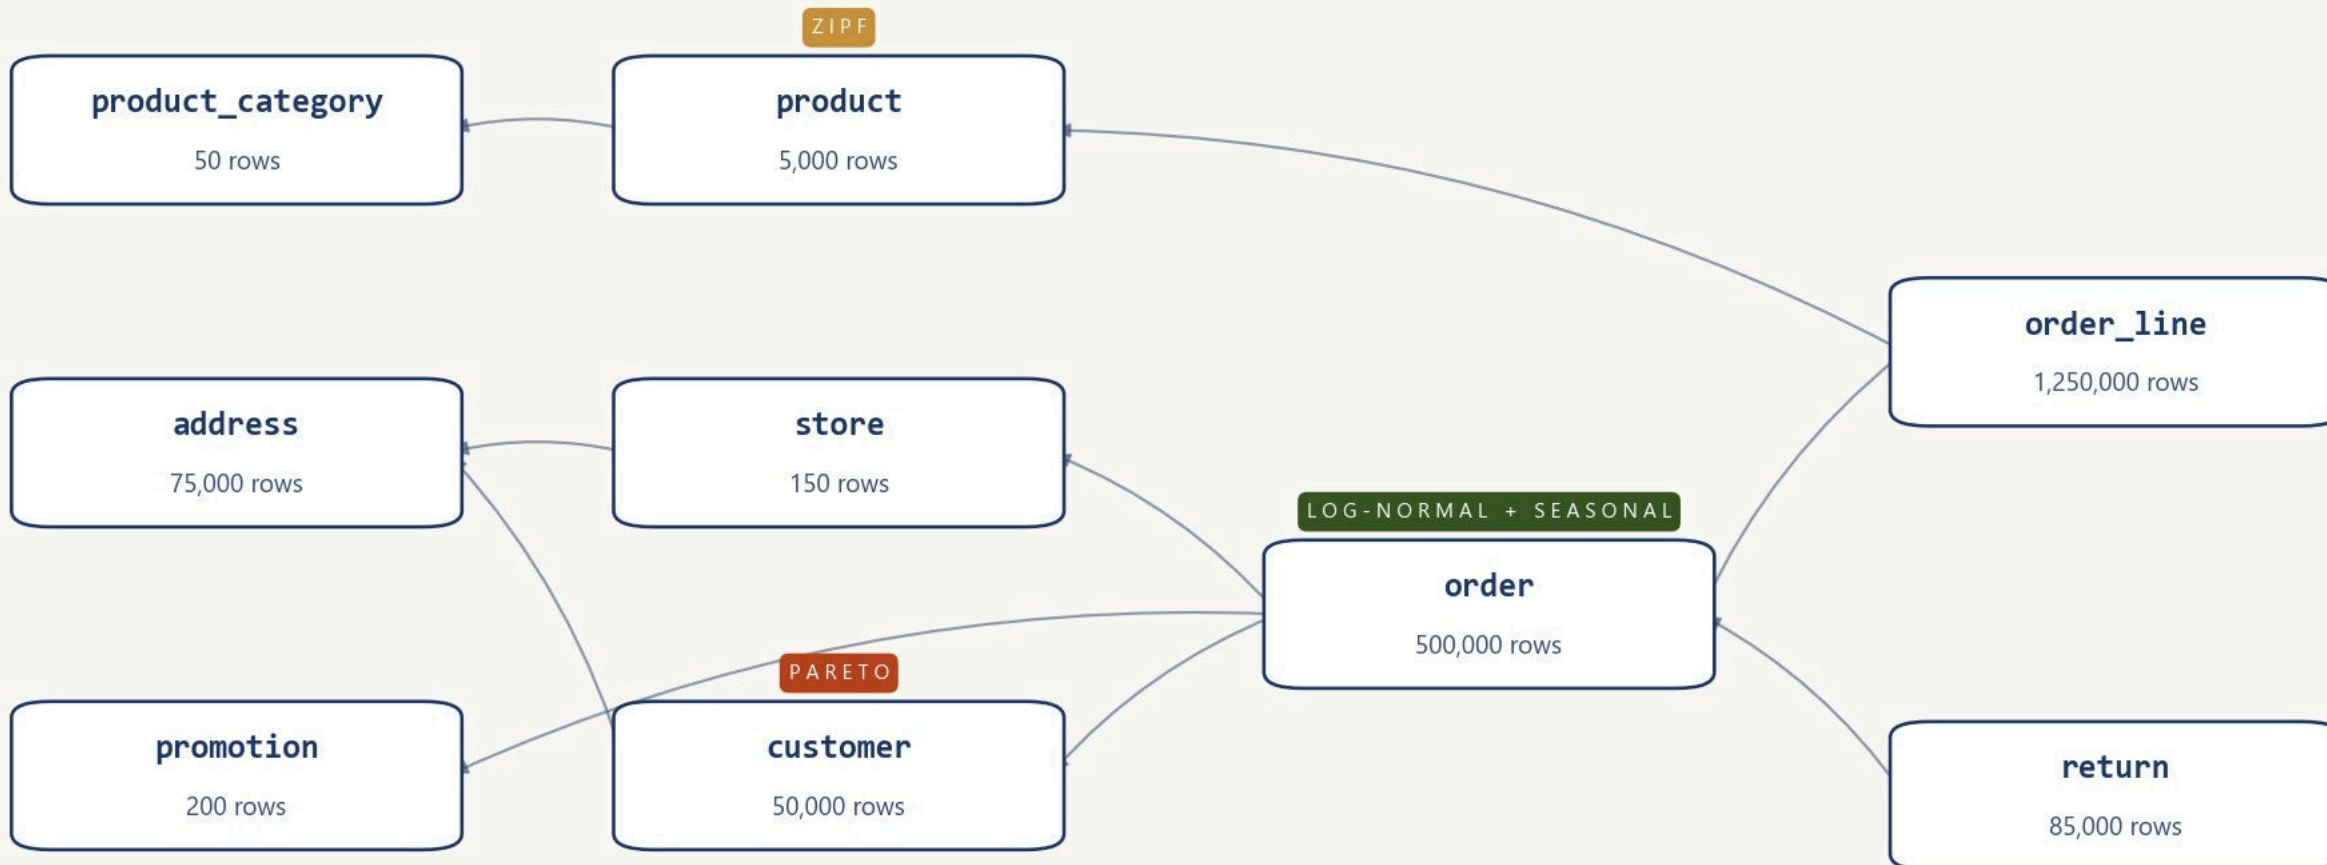 ZIPF
product_category
50 rows
product
5,000 rows
order_line
1,250,000 rows
address
75,000 rows
store
150 rows
LOG-NORMAL + SEASONAL
order
500,000 rows
PARETO
promotion
200 rows
customer
50,000 rows
return
85,000 rows